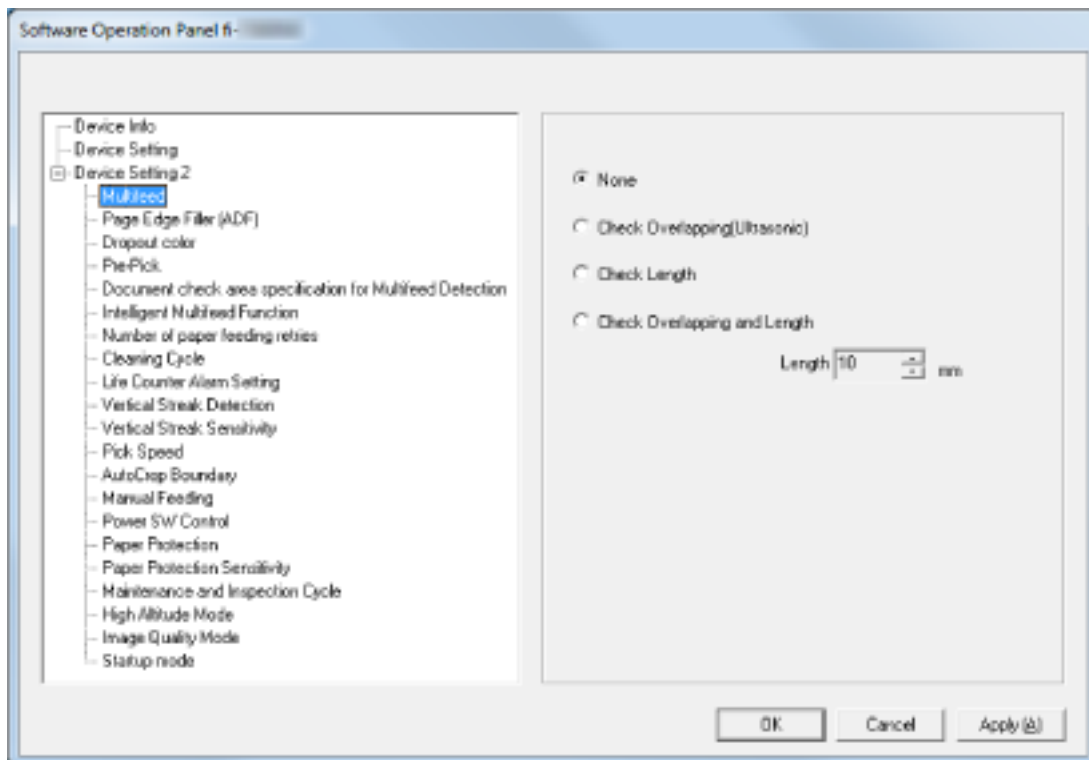 Software Operation Panel fi-
Device Info
Device Setting
Device Setting 2
Multifeed
Page Edge Filler (ADF)
Dropout color
Pre-Pick
Document check area specification for Multifeed Detection
Intelligent Multifeed Function
Number of paper feeding retries
Cleaning Cycle
Life Counter Alarm Setting
Vertical Streak Detection
Vertical Streak Sensitivity
Pick Speed
AutoCrop Boundary
Manual Feeding
Power SW Control
Paper Protection
Paper Protection Sensitivity
Maintenance and Inspection Cycle
High Altitude Mode
Image Quality Mode
Startup mode
None
Check Overlapping(Ultrasonic)
Check Length
Check Overlapping and Length
Length 10 mm
OK Cancel Apply (A)